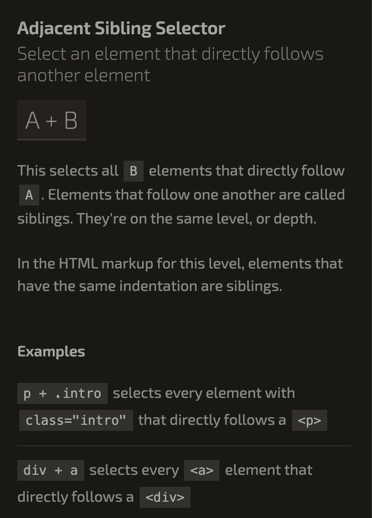 Adjacent Sibling Selector
Select an element that directly follows
another element
A + B
This selects all B elements that directly follow
A . Elements that follow one another are called
siblings. They're on the same level, or depth.
In the HTML markup for this level, elements that
have the same indentation are siblings.
Examples
p + .intro selects every element with
class="intro" that directly follows a <p>
div + a selects every <a> element that
directly follows a <div>